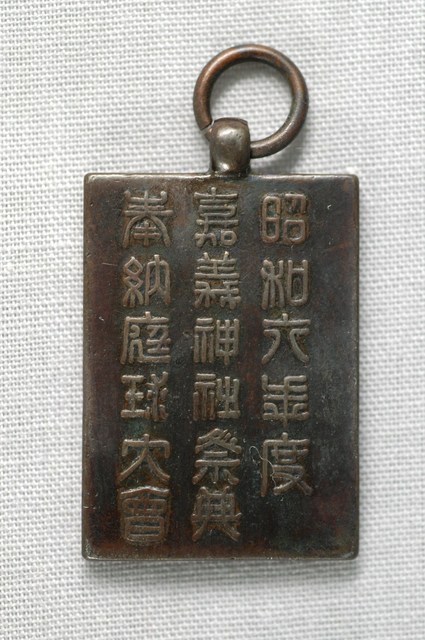 昭和六年度
嘉義神社祭典
奉納庭球大會